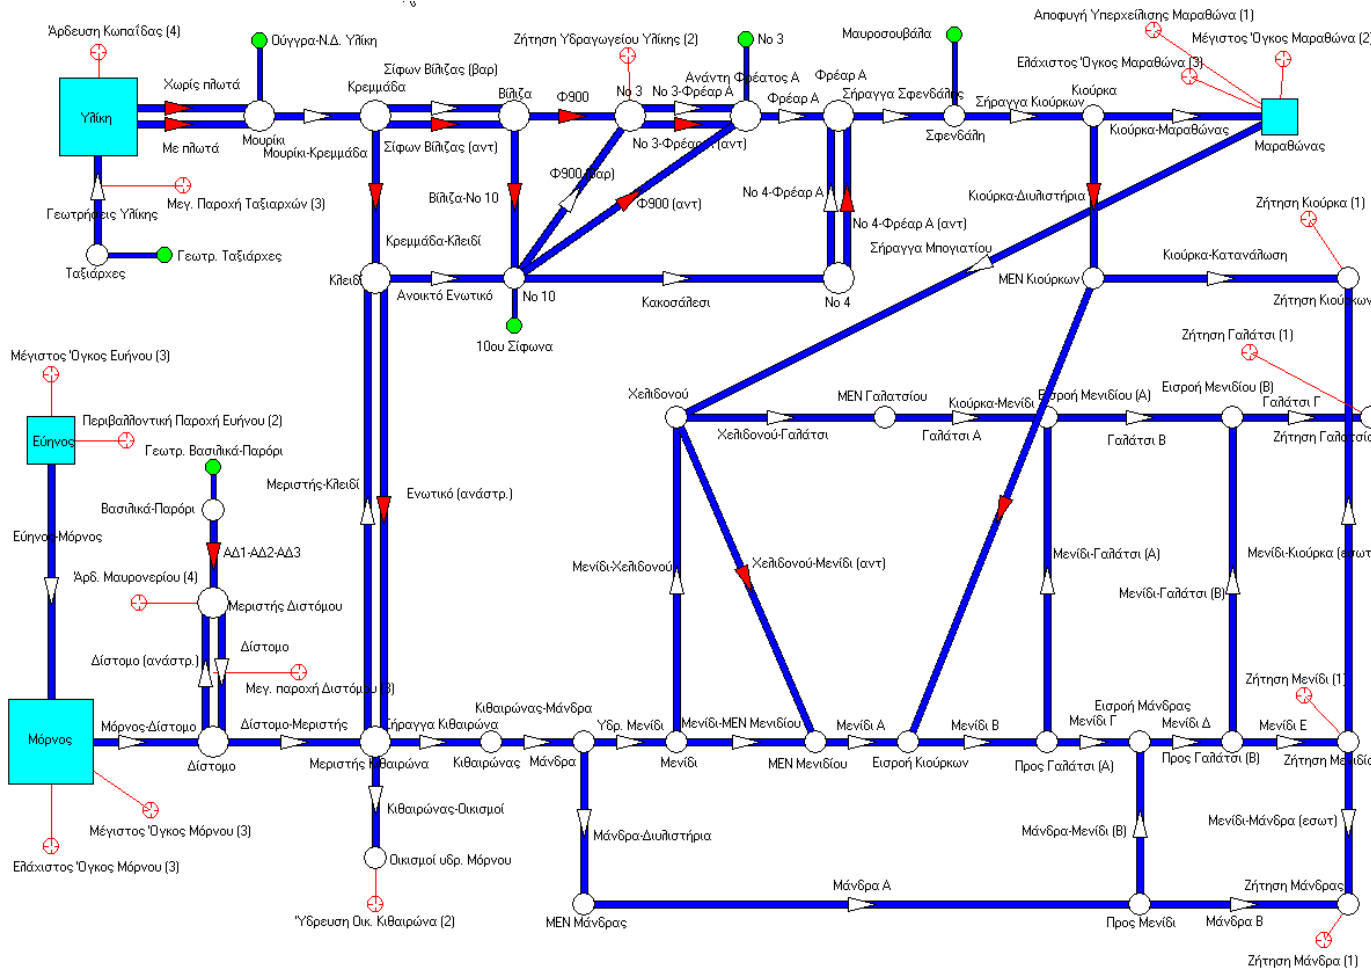 Άρδευση Κωπαΐδας (4)
Ούγγρα-Ν.Δ. Υλίκη
Ζήτηση Υδραγωγείου Υλίκης (2)
No 3
Μαυροσουβάλα
Αποφυγή Υπερχείλισης Μαραθώνα (1)
Μέγιστος Όγκος Μαραθώνα (2)
Ελάχιστος Όγκος Μαραθώνα (3)
Χωρίς πλωτά
Κρεμμάδα
Σίφων Βίλιζας (βαρ)
Βίλιζα
Φ900
No 3
No 3-Φρέαρ Α
Ανάντη Φρέατος Α
Φρέαρ Α
Φρέαρ Α
Σήραγγα Σφενδάλης
Σήραγγα Κιούρκων
Κιούρκα
Υλίκη
Με πλωτά
Μουρίκι
Μουρίκι-Κρεμμάδα
Σίφων Βίλιζας (αντ)
No 3-Φρέαρ Α (αντ)
Σφενδάλη
Κιούρκα-Μαραθώνας
Μαραθώνας
Γεωτρήσεις Υλίκης
Μεγ. Παροχή Ταξιαρχών (3)
Βίλιζα-No 10
Φ900 (βαρ)
Φ900 (αντ)
No 4-Φρέαρ Α
No 4-Φρέαρ Α (αντ)
Κιούρκα-Διυλιστήρια
Ζήτηση Κιούρκα (1)
Ταξιάρχες
Γεωτρ. Ταξιάρχες
Κρεμμάδα-Κλειδί
Σήραγγα Μπογιατίου
Κιούρκα-Κατανάλωση
Κλειδί
Ανοικτό Ενωτικό
No 10
Κακοσάλεσι
No 4
ΜΕΝ Κιούρκων
Ζήτηση Κιούρκων
10ου Σίφωνα
Ζήτηση Γαλάτσι (1)
Μέγιστος Όγκος Ευήνου (3)
Χελιδονού
ΜΕΝ Γαλατσίου
Κιούρκα-Μενίδι
Εισροή Μενιδίου (Α)
Εισροή Μενιδίου (Β)
Γαλάτσι Γ
Περιβαλλοντική Παροχή Ευήνου (2)
Εύηνος
Χελιδονού-Γαλάτσι
Γαλάτσι Α
Γαλάτσι Β
Γεωτρ. Βασιλικά-Παρόρι
Μεριστής-Κλειδί
Ενωτικό (ανάστρ.)
Βασιλικά-Παρόρι
Εύηνος-Μόρνος
ΑΔ1-ΑΔ2-ΑΔ3
Άρδ. Μαυρονερίου (4)
Μεριστής Διστόμου
Μενίδι-Χελιδονού
Χελιδονού-Μενίδι (αντ)
Μενίδι-Γαλάτσι (Α)
Μενίδι-Γαλάτσι (Β)
Δίστομο (ανάστρ.)
Δίστομο
Μεγ. παροχή Διστόμου (3)
Μόρνος
Μόρνος-Δίστομο
Δίστομο-Μεριστής
Σήραγγα Κιθαιρώνα
Κιθαιρώνας-Μάνδρα
Υδρ. Μενίδι
Μενίδι-ΜΕΝ Μενιδίου
Μενίδι Α
Μενίδι Β
Μενίδι Γ
Εισροή Μάνδρας
Μενίδι Δ
Μενίδι Ε
Ζήτηση Μενίδι (1)
Δίστομο
Μεριστής Κιθαιρώνα
Κιθαιρώνας
Μάνδρα
Μενίδι
ΜΕΝ Μενιδίου
Εισροή Κιούρκων
Προς Γαλάτσι (Α)
Προς Γαλάτσι (Β)
Μέγιστος Όγκος Μόρνου (3)
Ελάχιστος Όγκος Μόρνου (3)
Κιθαιρώνας-Οικισμοί
Μάνδρα-Διυλιστήρια
Μάνδρα-Μενίδι (Β)
Μενίδι-Μάνδρα (εσωτ)
Οικισμοί υδρ. Μόρνου
Ύδρευση Οικ. Κιθαιρώνα (2)
ΜΕΝ Μάνδρας
Μάνδρα Α
Προς Μενίδι
Μάνδρα Β
Ζήτηση Μάνδρας
Ζήτηση Μάνδρα (1)